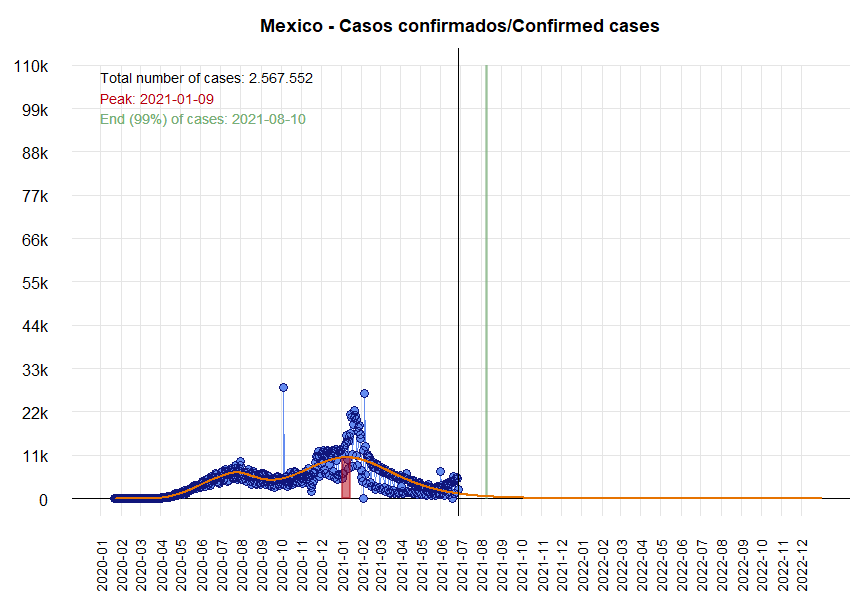 Mexico - Casos confirmados/Confirmed cases
110k
99k
88k
77k
66k
55k
44k
33k
22k
11k
0
Total number of cases: 2.567.552
Peak: 2021-01-09
End (99%) of cases: 2021-08-10
2020-01
2020-02
2020-03
2020-04
2020-05
2020-06
2020-07
2020-08
2020-09
2020-10
2020-11
2020-12
2021-01
2021-02
2021-03
2021-04
2021-05
2021-06
2021-07
2021-08
2021-09
2021-10
2021-11
2021-12
2022-01
2022-02
2022-03
2022-04
2022-05
2022-06
2022-07
2022-08
2022-09
2022-10
2022-11
2022-12